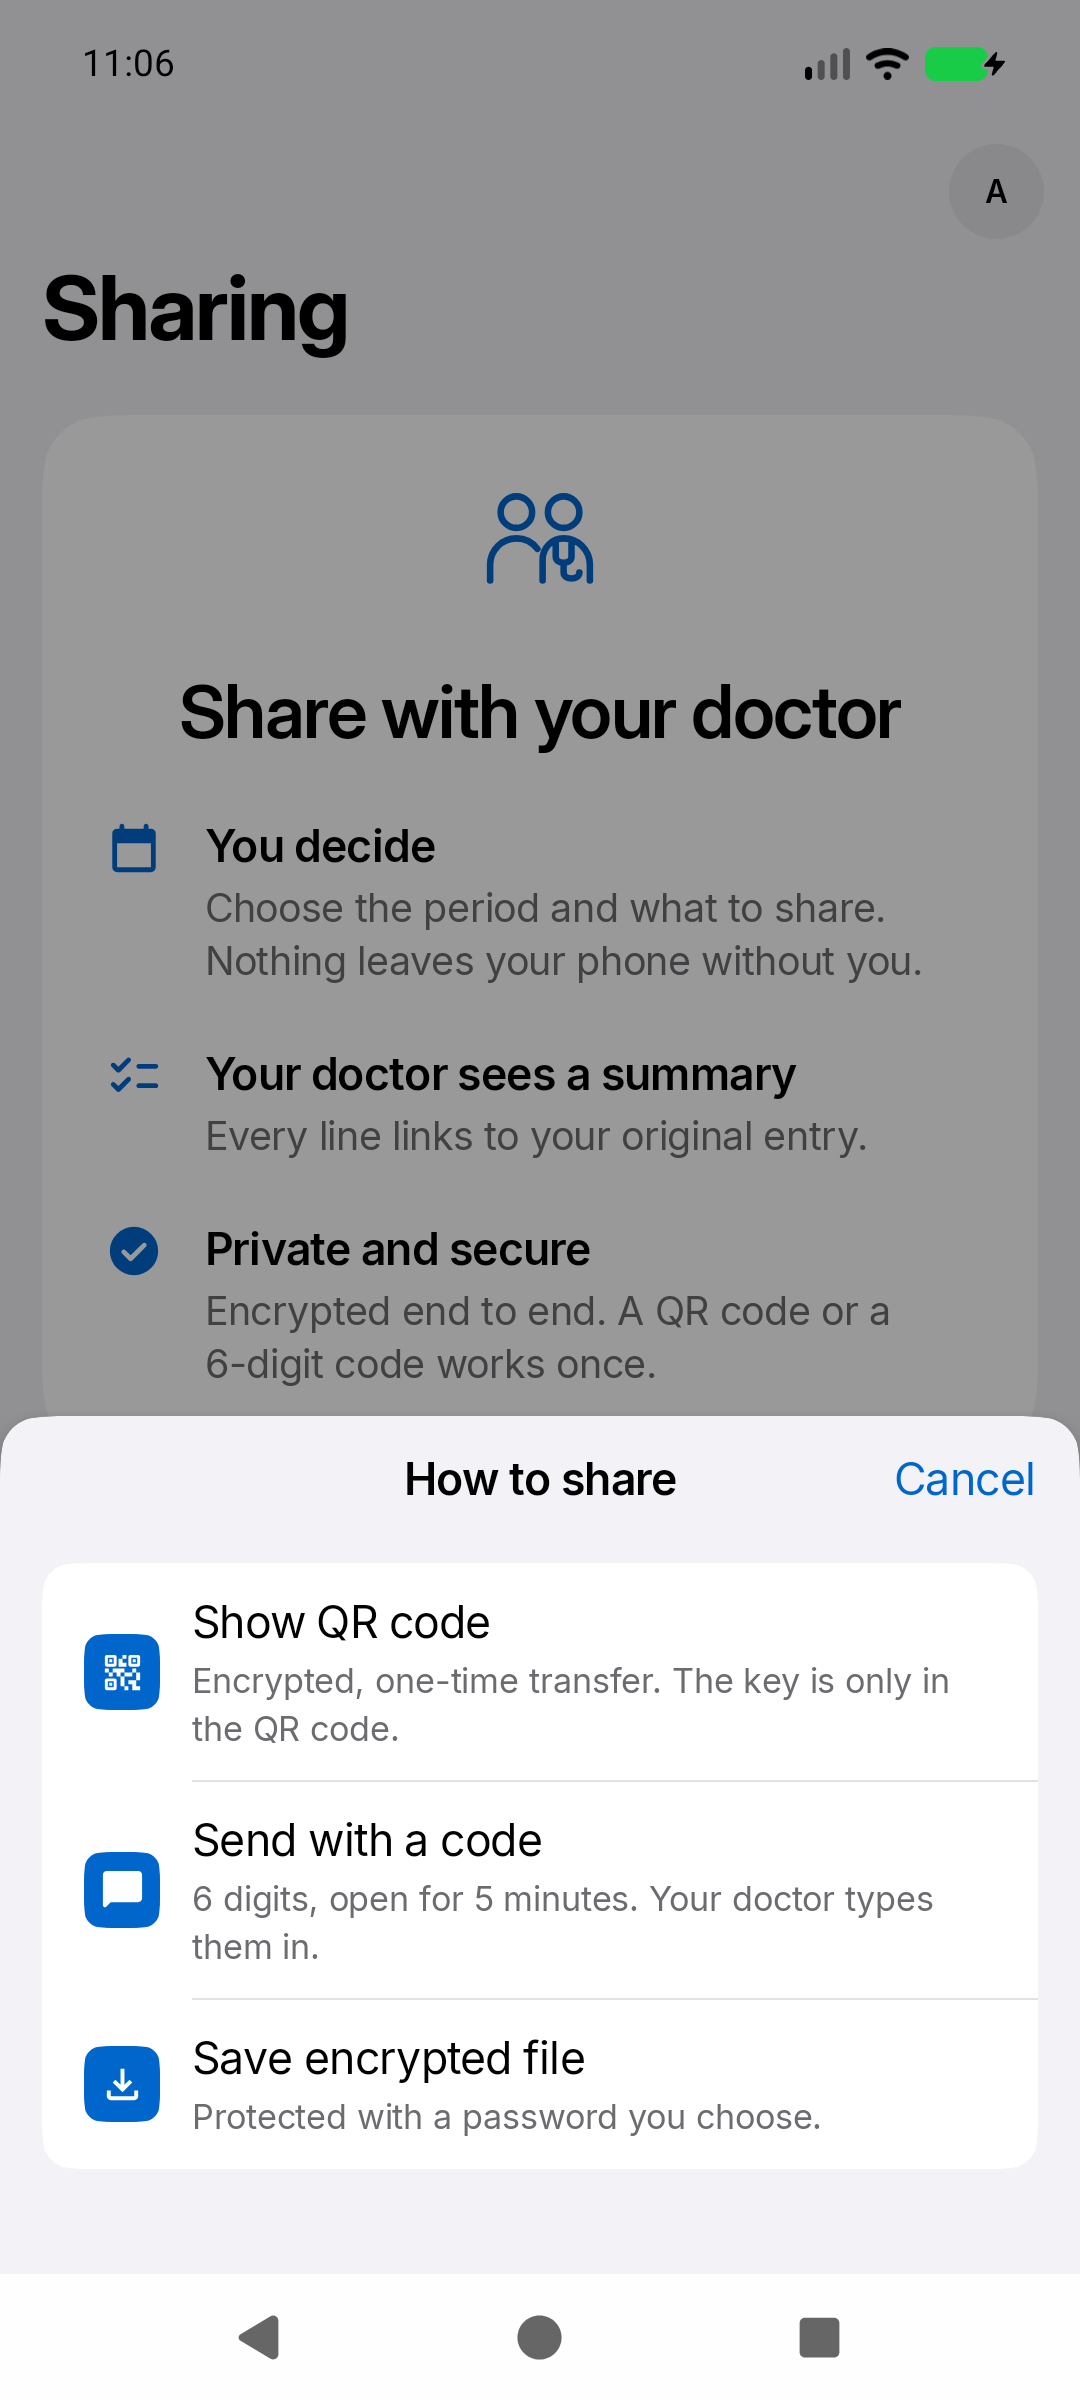 11:06
A
Sharing
Share with your doctor
You decide
Choose the period and what to share.
Nothing leaves your phone without you.
Your doctor sees a summary
Every line links to your original entry.
Private and secure
Encrypted end to end. A QR code or a
6-digit code works once.
How to share
Cancel
Show QR code
Encrypted, one-time transfer. The key is only in
the QR code.
Send with a code
6 digits, open for 5 minutes. Your doctor types
them in.
Save encrypted file
Protected with a password you choose.